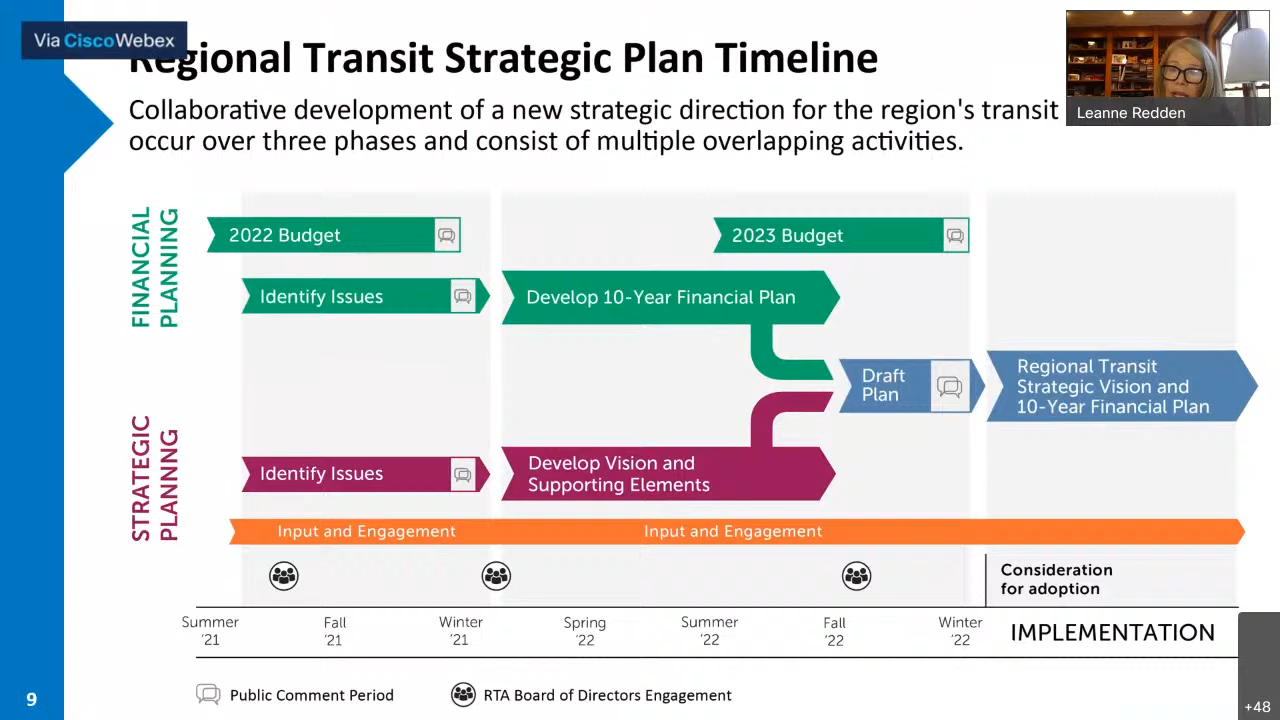 Via CiscoWebex
Regional Transit Strategic Plan Timeline
Collaborative development of a new strategic direction for the region's transit
occur over three phases and consist of multiple overlapping activities.
Leanne Redden
FINANCIAL
PLANNING
2022 Budget
2023 Budget
Identify Issues
Develop 10-Year Financial Plan
Draft
Plan
Regional Transit
Strategic Vision and
10-Year Financial Plan
STRATEGIC
PLANNNG
Identify Issues
Develop Vision and
Supporting Elements
Input and Engagement
Input and Engagement
Consideration
for adoption
Summer
'21
Fall
'21
Winter
'21
Spring
'22
Summer
'22
Fall
'22
Winter
'22
IMPLEMENTATION
Public Comment Period
RTA Board of Directors Engagement
9
+48